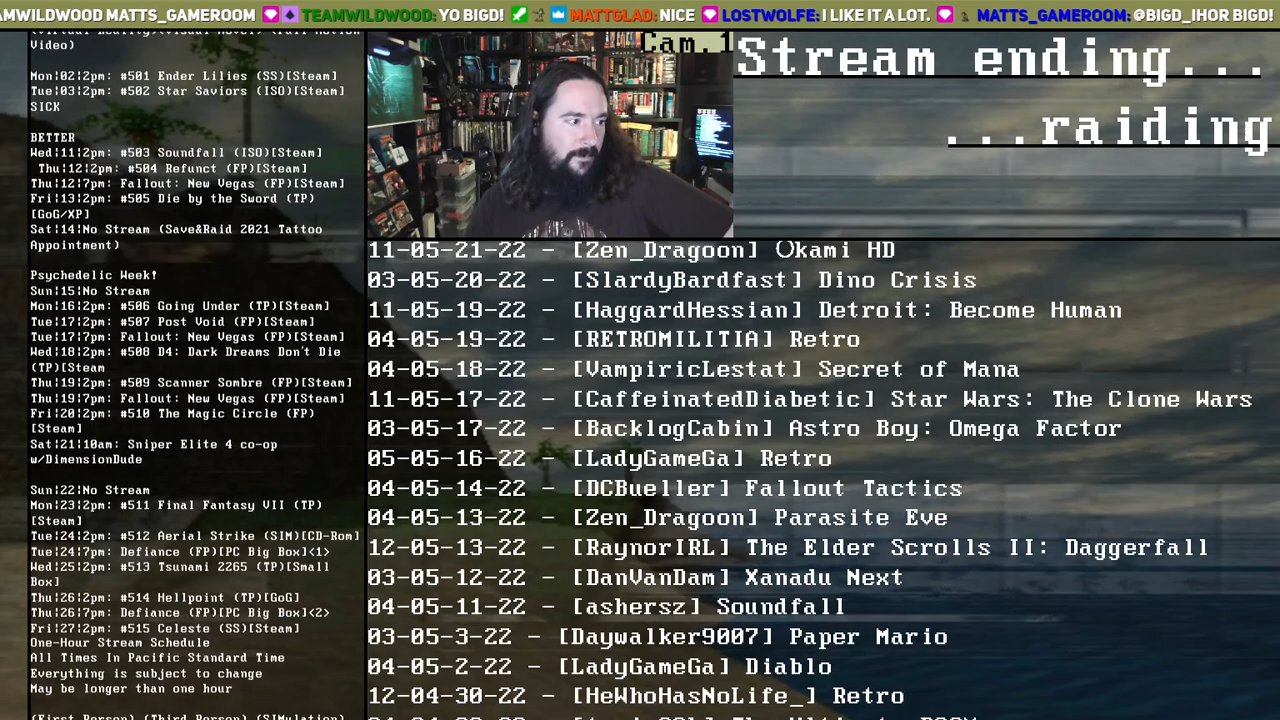 AMWILDWOOD MATTS_GAMEROOM TEAMWILDWOOD: YO BIGD! MATTGLAD: NICE LOSTWOLFE: I LIKE IT A LOT. MATTS_GAMEROOM: @BIGD_IHOR BIGD!
(Virtual Reality)(Visual Novel) (Full Motion
Video)
Mon¦02¦2pm: #501 Ender Lilies (SS)[Steam]
Tue¦03¦2pm: #502 Star Saviors (ISO)[Steam]
SICK
BETTER
Wed¦11¦2pm: #503 Soundfall (ISO)[Steam]
Thu¦12¦2pm: #504 Refunct (FP)[Steam]
Thu¦12¦7pm: Fallout: New Vegas (FP)[Steam]
Fri¦13¦2pm: #505 Die by the Sword (TP)
[GoG/XP]
Sat¦14¦No Stream (Save&Raid 2021 Tattoo
Appointment)
Psychedelic Week!
Sun¦15¦No Stream
Mon¦16¦2pm: #506 Going Under (TP)[Steam]
Tue¦17¦2pm: #507 Post Void (FP)[Steam]
Tue¦17¦7pm: Fallout: New Vegas (FP)[Steam]
Wed¦18¦2pm: #508 D4: Dark Dreams Don't Die
(TP)[Steam
Thu¦19¦2pm: #509 Scanner Sombre (FP)[Steam]
Thu¦19¦7pm: Fallout: New Vegas (FP)[Steam]
Fri¦20¦2pm: #510 The Magic Circle (FP)
[Steam]
Sat¦21¦10am: Sniper Elite 4 co-op
w/DimensionDude
Sun¦22¦No Stream
Mon¦23¦2pm: #511 Final Fantasy VII (TP)
[Steam]
Tue¦24¦2pm: #512 Aerial Strike (SIM)[CD-Rom]
Tue¦24¦7pm: Defiance (FP)[PC Big Box]<1>
Wed¦25¦2pm: #513 Tsunami 2265 (TP)[Small
Box]
Thu¦26¦2pm: #514 Hellpoint (TP)[GoG]
Thu¦26¦7pm: Defiance (FP)[PC Big Box]<2>
Fri¦27¦2pm: #515 Celeste (SS)[Steam]
One-Hour Stream Schedule
All Times In Pacific Standard Time
Everything is subject to change
May be longer than one hour
(First Person) (Third Person) (SIMulation)
Cam.1
Stream ending...
...raiding
11-05-21-22 - [Zen_Dragoon] Okami HD
03-05-20-22 - [SlardyBardfast] Dino Crisis
11-05-19-22 - [HaggardHessian] Detroit: Become Human
04-05-19-22 - [RETROMILITIA] Retro
04-05-18-22 - [VampiricLestat] Secret of Mana
11-05-17-22 - [CaffeinatedDiabetic] Star Wars: The Clone Wars
03-05-17-22 - [BacklogCabin] Astro Boy: Omega Factor
05-05-16-22 - [LadyGameGa] Retro
04-05-14-22 - [DCBueller] Fallout Tactics
04-05-13-22 - [Zen_Dragoon] Parasite Eve
12-05-13-22 - [RaynorIRL] The Elder Scrolls II: Daggerfall
03-05-12-22 - [DanVanDam] Xanadu Next
04-05-11-22 - [ashersz] Soundfall
03-05-3-22 - [Daywalker9007] Paper Mario
04-05-2-22 - [LadyGameGa] Diablo
12-04-30-22 - [HeWhoHasNoLife_] Retro